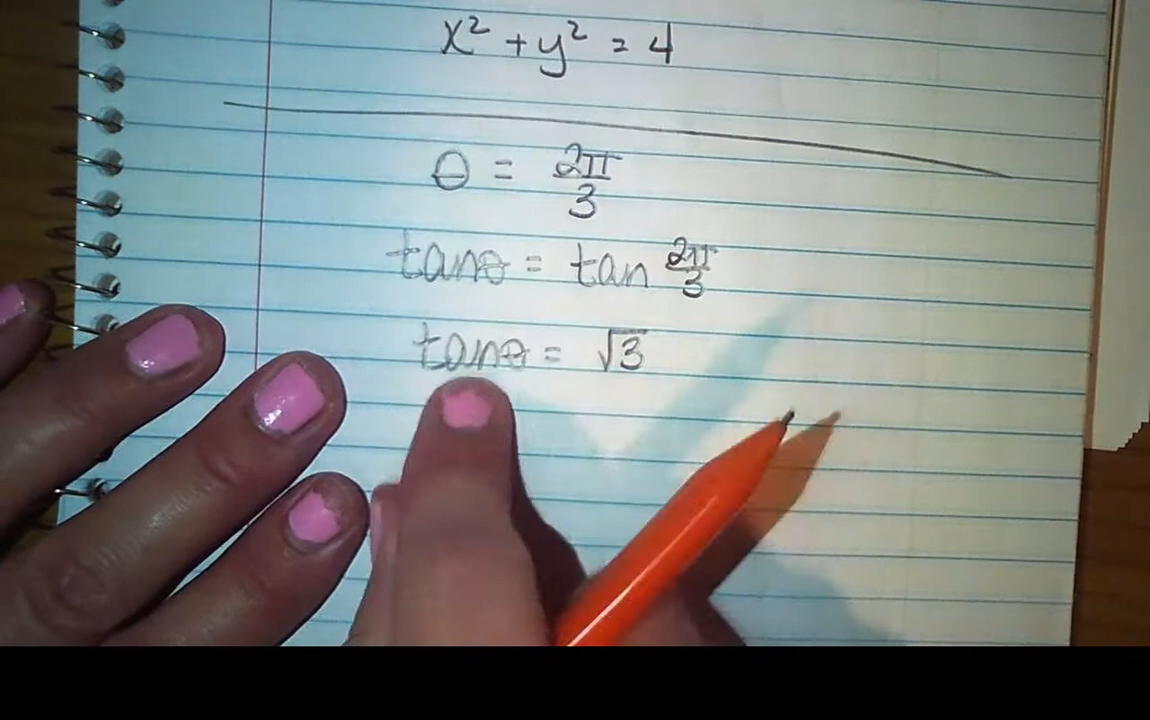 x² + y² = 4
θ = 2π/3
tanθ = tan 2π/3
tanθ = √3